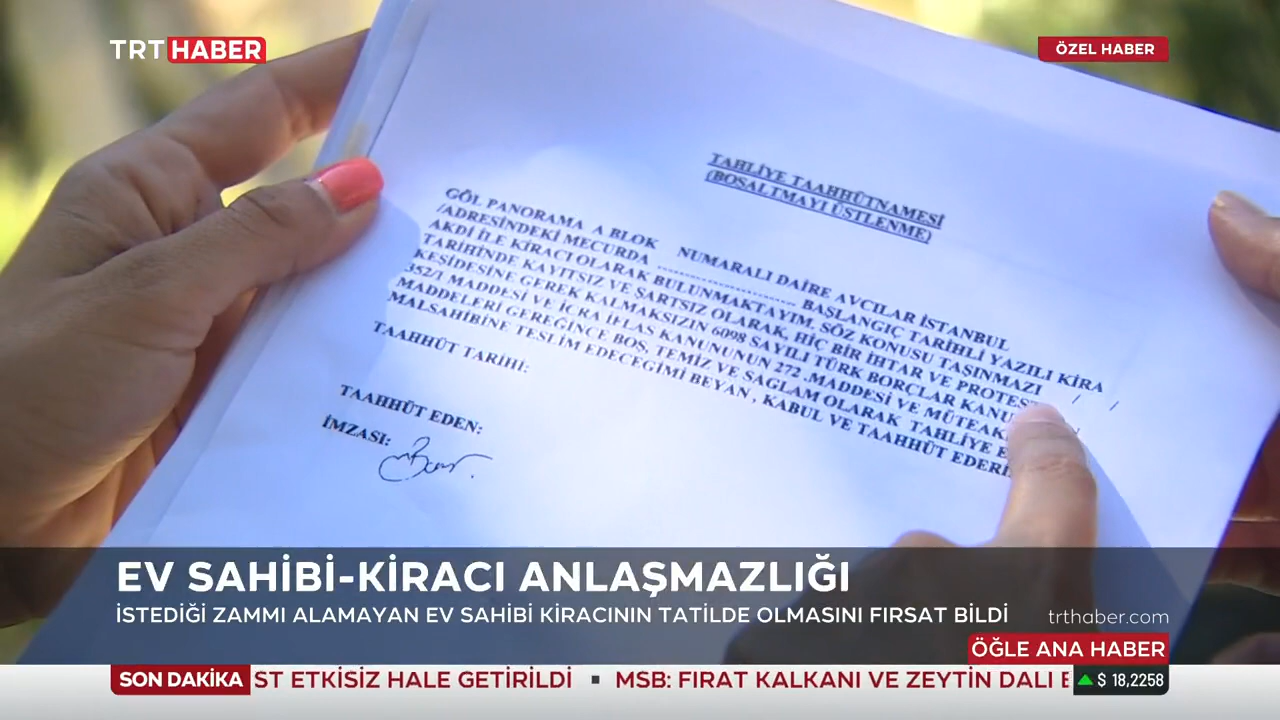 TRT HABER
ÖZEL HABER
TAHLİYE TAAHHÜTNAMESİ
(BOŞALTMAYI ÜSTLENME)
GÖL PANORAMA A BLOK NUMARALI DAİRE AVCILAR İSTANBUL
/ADRESİNDEKİ MECURDA ------------------------ BAŞLANGIÇ TARİHLİ YAZILI KİRA
AKDİ İLE KİRACI OLARAK BULUNMAKTAYIM, SÖZ KONUSU TAŞINMAZI / /
TARİHİNDE KAYITSIZ VE ŞARTSIZ OLARAK, HİÇ BİR İHTAR VE PROTES
KEŞİDESİNE GEREK KALMAKSIZIN 6098 SAYILI TÜRK BORÇLAR KANU
352/1 MADDESİ VE İCRA İFLAS KANUNUNUN 272 .MADDESİ VE MÜTEAK
MADDELERİ GEREĞİNCE BOŞ, TEMİZ VE SAĞLAM OLARAK TAHLİYE E
MALSAHİBİNE TESLİM EDECEĞİMİ BEYAN , KABUL VE TAAHHÜT EDERİ
TAAHHÜT TARİHİ:
TAAHHÜT EDEN:
İMZASI:
EV SAHİBİ-KİRACI ANLAŞMAZLIĞI
İSTEDİĞİ ZAMMI ALAMAYAN EV SAHİBİ KİRACININ TATİLDE OLMASINI FIRSAT BİLDİ
trthaber.com
ÖĞLE ANA HABER
SON DAKİKA ST ETKİSİZ HALE GETİRİLDİ ▪ MSB: FIRAT KALKANI VE ZEYTİN DALI B
$ 18,2258